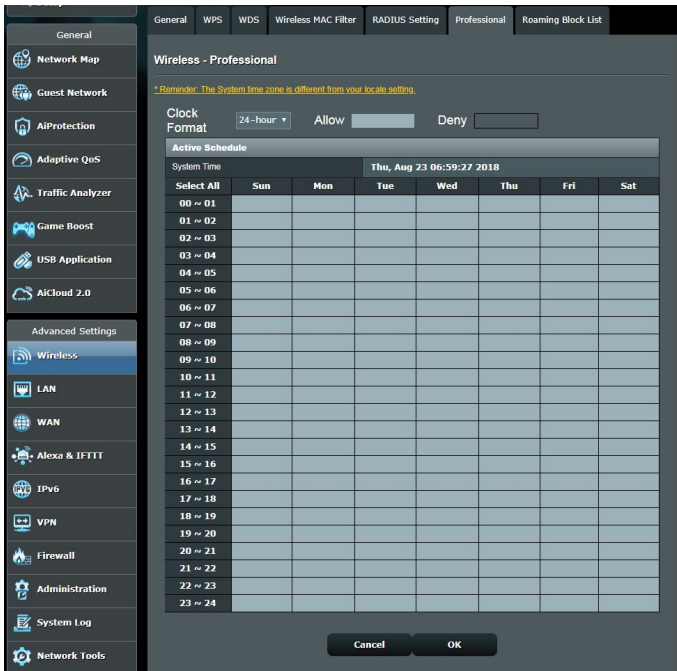 General
Network Map
Guest Network
AiProtection
Adaptive QoS
Traffic Analyzer
Game Boost
USB Application
AiCloud 2.0
Advanced Settings
Wireless
LAN
WAN
Alexa & IFTTT
IPv6
VPN
Firewall
Administration
System Log
Network Tools
General WPS WDS Wireless MAC Filter RADIUS Setting Professional Roaming Block List
Wireless - Professional
* Reminder: The System time zone is different from your locale setting.
Clock Format 24-hour Allow Deny
Active Schedule
System Time Thu, Aug 23 06:59:27 2018
Select All Sun Mon Tue Wed Thu Fri Sat
00 ~ 01
01 ~ 02
02 ~ 03
03 ~ 04
04 ~ 05
05 ~ 06
06 ~ 07
07 ~ 08
08 ~ 09
09 ~ 10
10 ~ 11
11 ~ 12
12 ~ 13
13 ~ 14
14 ~ 15
15 ~ 16
16 ~ 17
17 ~ 18
18 ~ 19
19 ~ 20
20 ~ 21
21 ~ 22
22 ~ 23
23 ~ 24
Cancel OK